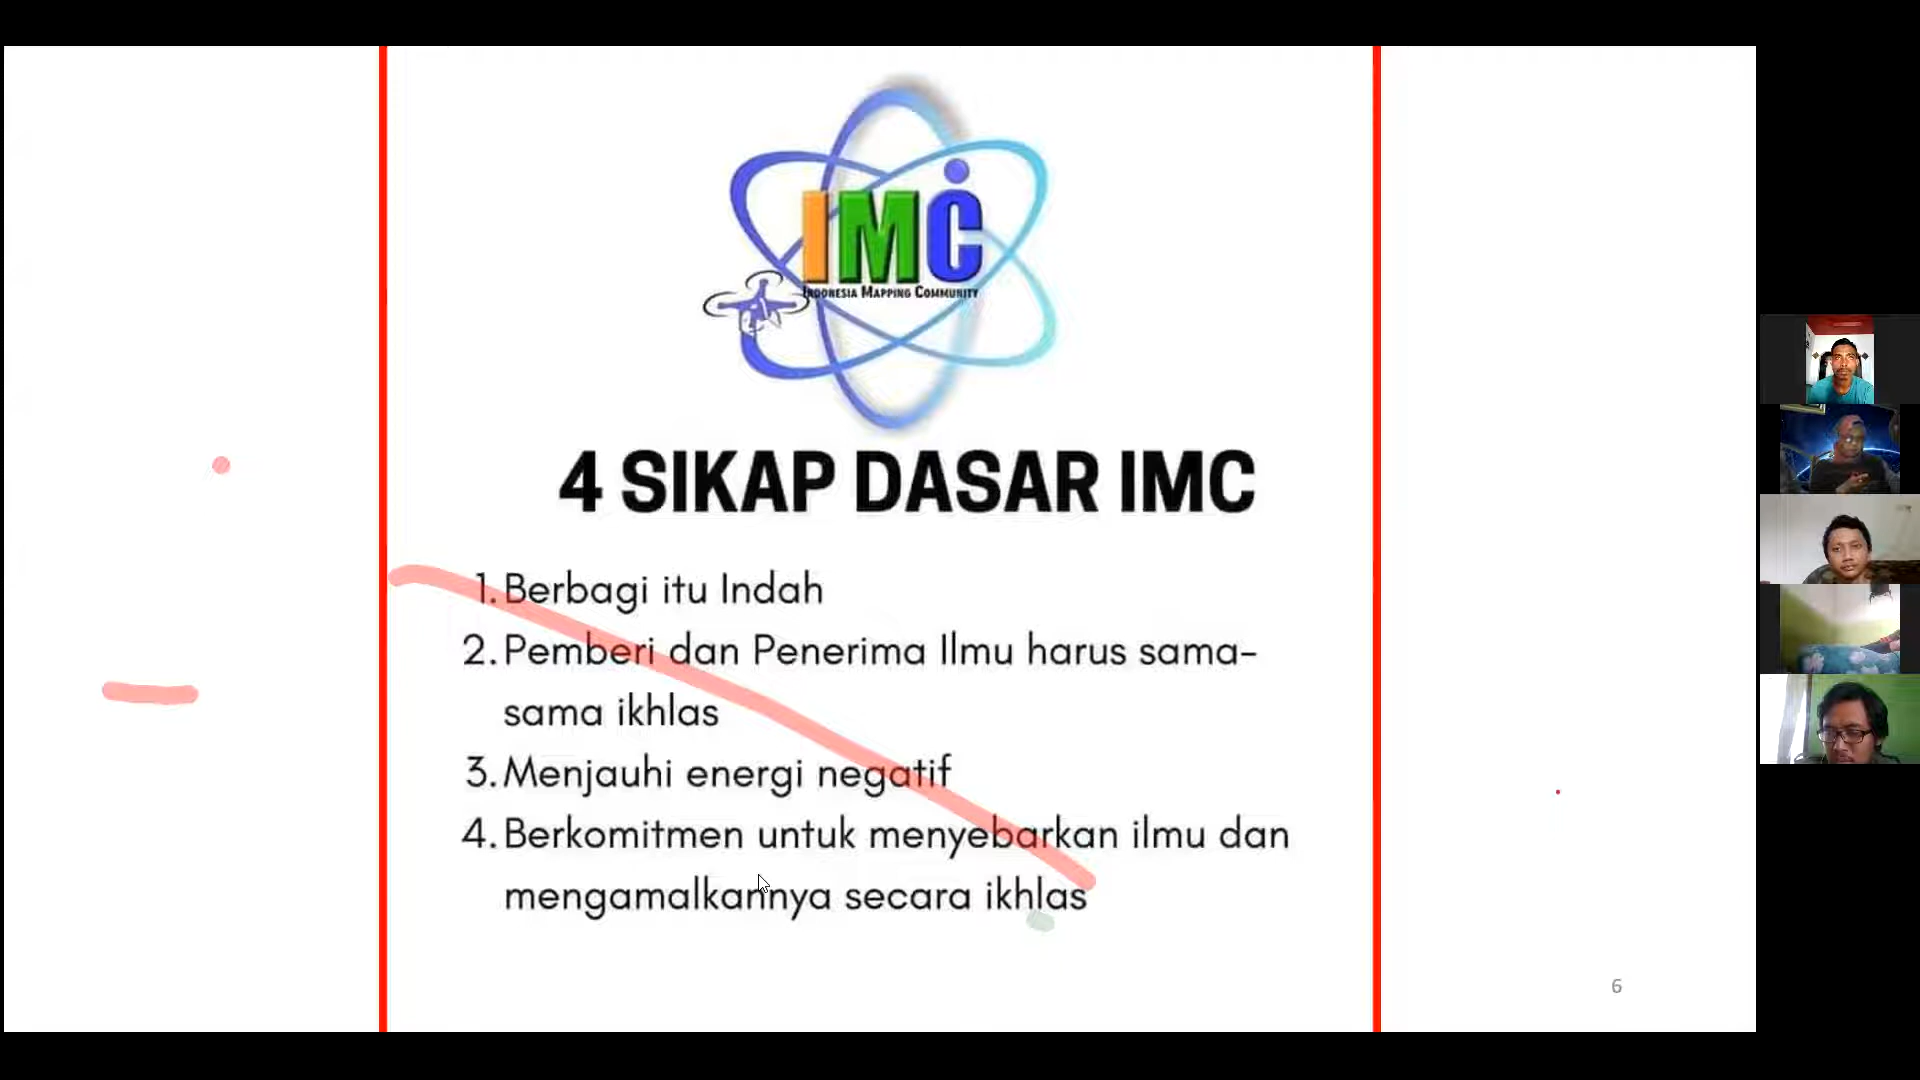 IMC
INDONESIA MAPPING COMMUNITY
4 SIKAP DASAR IMC
1. Berbagi itu Indah
2. Pemberi dan Penerima Ilmu harus sama-
sama ikhlas
3. Menjauhi energi negatif
4. Berkomitmen untuk menyebarkan ilmu dan
mengamalkannya secara ikhlas
6